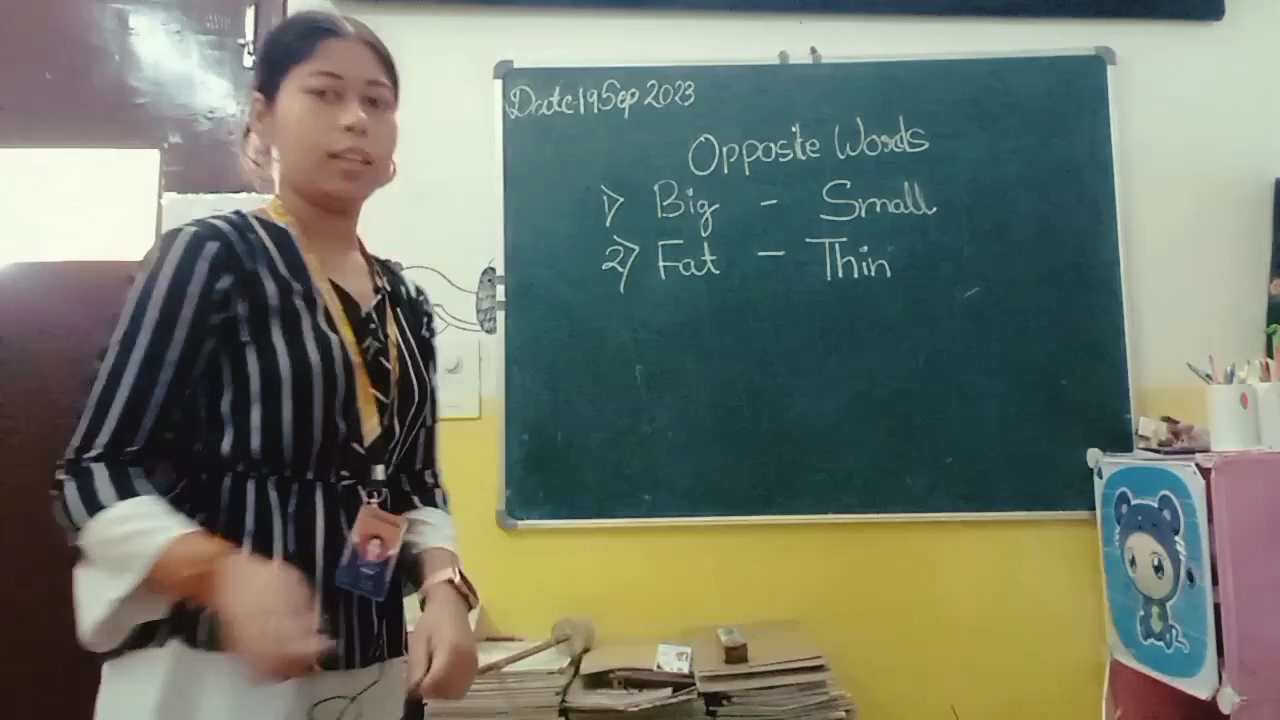 Date-19 Sep 2023
Opposite Words
1) Big - Small
2) Fat - Thin